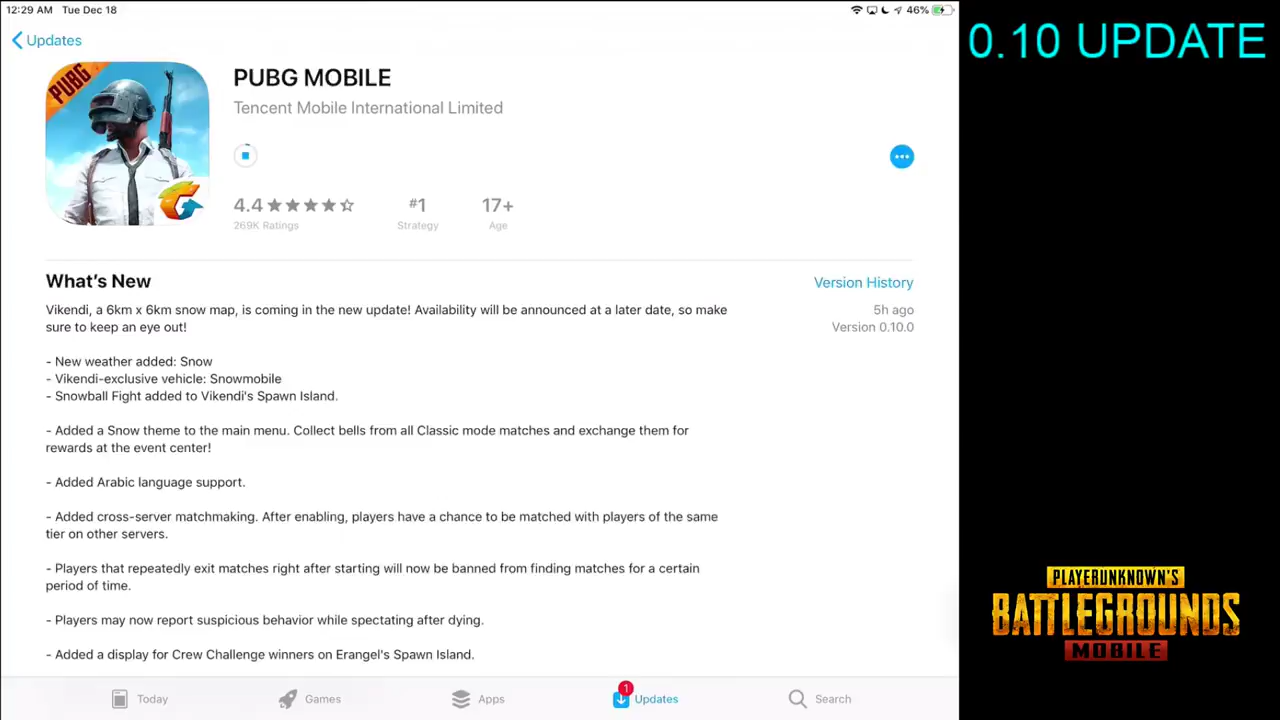 12:29 AM Tue Dec 18
46%
0.10 UPDATE
Updates
PUBG
PUBG MOBILE
Tencent Mobile International Limited
4.4
269K Ratings
#1
Strategy
17+
Age
What's New
Version History
Vikendi, a 6km x 6km snow map, is coming in the new update! Availability will be announced at a later date, so make
sure to keep an eye out!
5h ago
Version 0.10.0
- New weather added: Snow
- Vikendi-exclusive vehicle: Snowmobile
- Snowball Fight added to Vikendi's Spawn Island.
- Added a Snow theme to the main menu. Collect bells from all Classic mode matches and exchange them for
rewards at the event center!
- Added Arabic language support.
- Added cross-server matchmaking. After enabling, players have a chance to be matched with players of the same
tier on other servers.
- Players that repeatedly exit matches right after starting will now be banned from finding matches for a certain
period of time.
- Players may now report suspicious behavior while spectating after dying.
- Added a display for Crew Challenge winners on Erangel's Spawn Island.
PLAYERUNKNOWN'S
BATTLEGROUNDS
MOBILE
Today
Games
Apps
1
Updates
Search